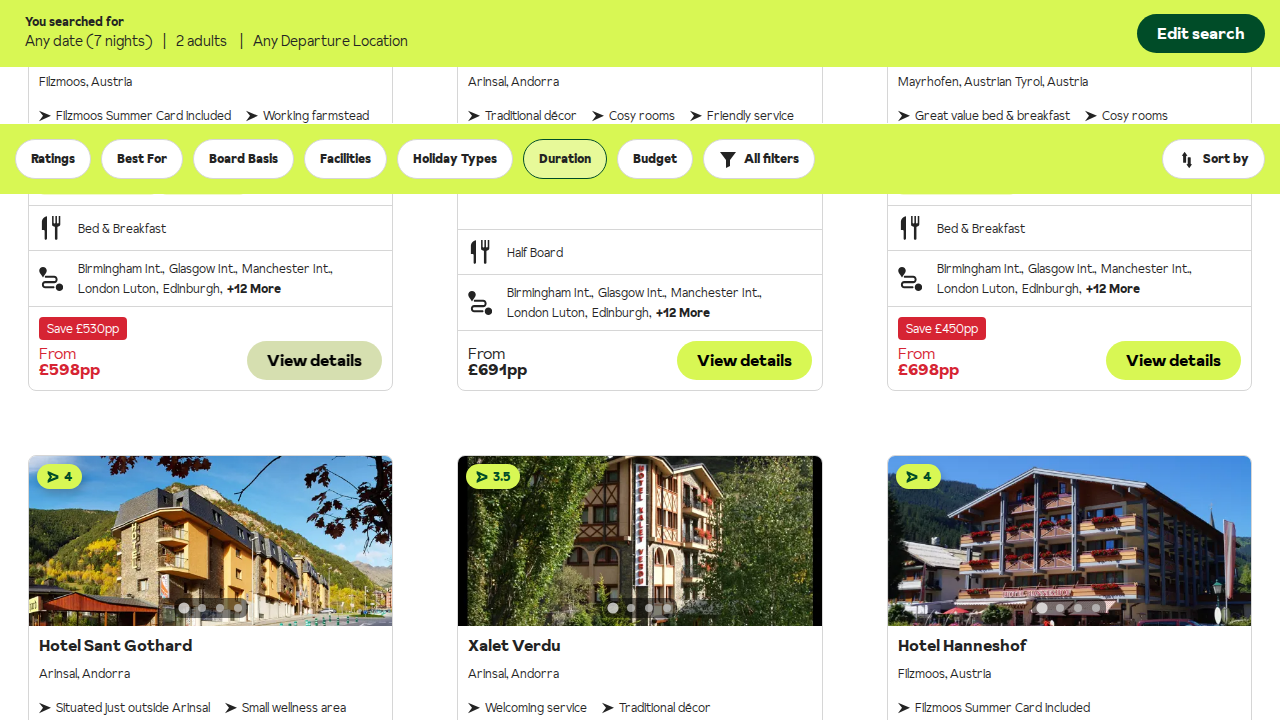 You searched for
Any date (7 nights) | 2 adults | Any Departure Location
Edit search
Filzmoos, Austria
Arinsal, Andorra
Mayrhofen, Austrian Tyrol, Austria
Filzmoos Summer Card Included
Working farmstead
Traditional décor
Cosy rooms
Friendly service
Great value bed & breakfast
Cosy rooms
Ratings
Best For
Board Basis
Facilities
Holiday Types
Duration
Budget
All filters
Sort by
Bed & Breakfast
Birmingham Int., Glasgow Int., Manchester Int.,
London Luton, Edinburgh, +12 More
Save £530pp
From
£598pp
View details
Half Board
Birmingham Int., Glasgow Int., Manchester Int.,
London Luton, Edinburgh, +12 More
From
£691pp
View details
Bed & Breakfast
Birmingham Int., Glasgow Int., Manchester Int.,
London Luton, Edinburgh, +12 More
Save £450pp
From
£698pp
View details
4
HOTEL
Hotel Sant Gothard
Arinsal, Andorra
Situated just outside Arinsal
Small wellness area
3.5
HOTEL XALET VERDU
Xalet Verdu
Arinsal, Andorra
Welcoming service
Traditional décor
4
Hotel Hanneshof
Filzmoos, Austria
Filzmoos Summer Card Included